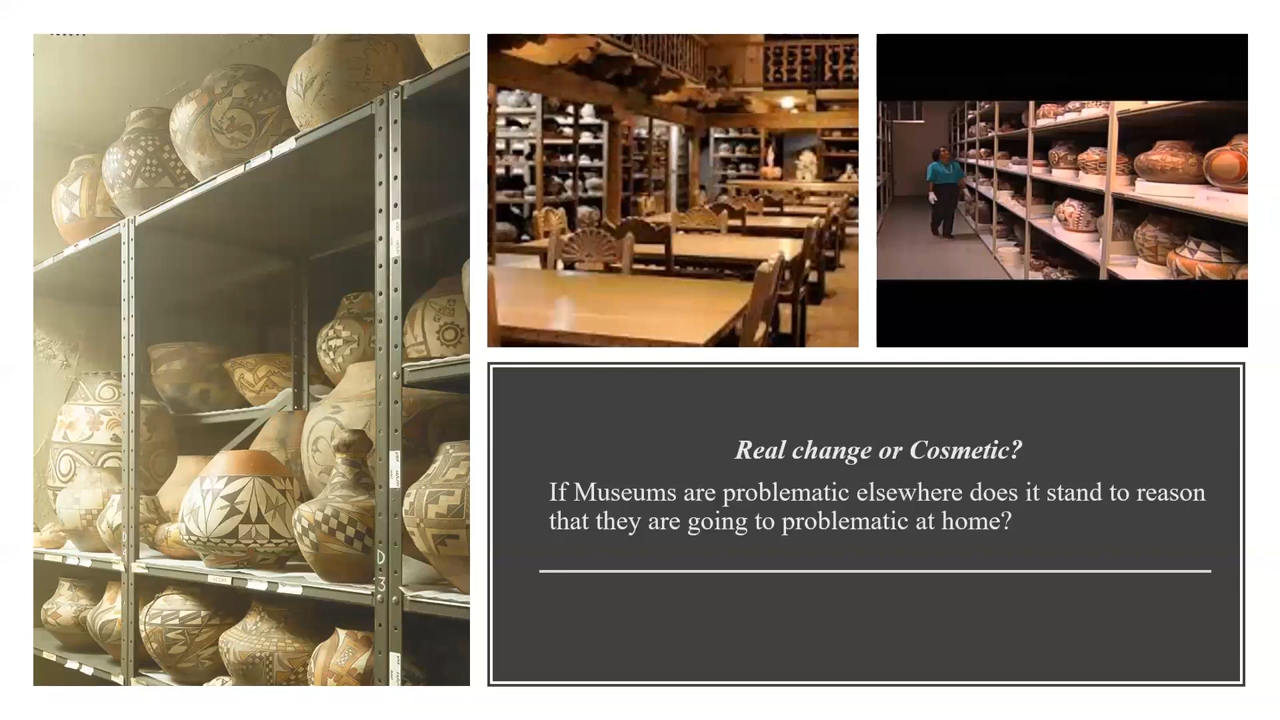 Real change or Cosmetic?
If Museums are problematic elsewhere does it stand to reason
that they are going to problematic at home?
D
3